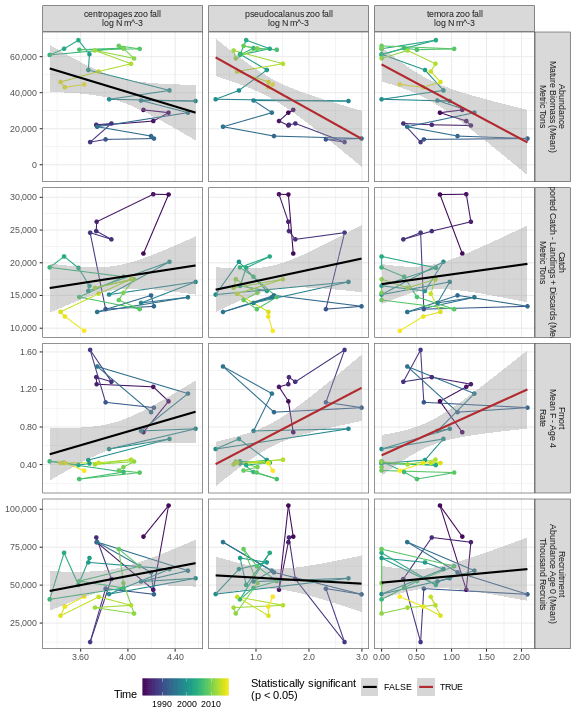 centropages zoo fall
log N m^-3
pseudocalanus zoo fall
log N m^-3
temora zoo fall
log N m^-3
60,000
40,000
20,000
0
Abundance
Mature Biomass (Mean)
Metric Tons
30,000
25,000
20,000
15,000
10,000
Catch
ported Catch - Landings + Discards (Me
Metric Tons
1.60
1.20
0.80
0.40
Fmort
Mean F - Age 4
Rate
100,000
75,000
50,000
25,000
Recruitment
Abundance Age 0 (Mean)
Thousand Recruits
3.60 4.00 4.40
1.0 2.0 3.0
0.00 0.50 1.00 1.50 2.00
Time
1990 2000 2010
Statistically significant
(p < 0.05)
FALSE
TRUE